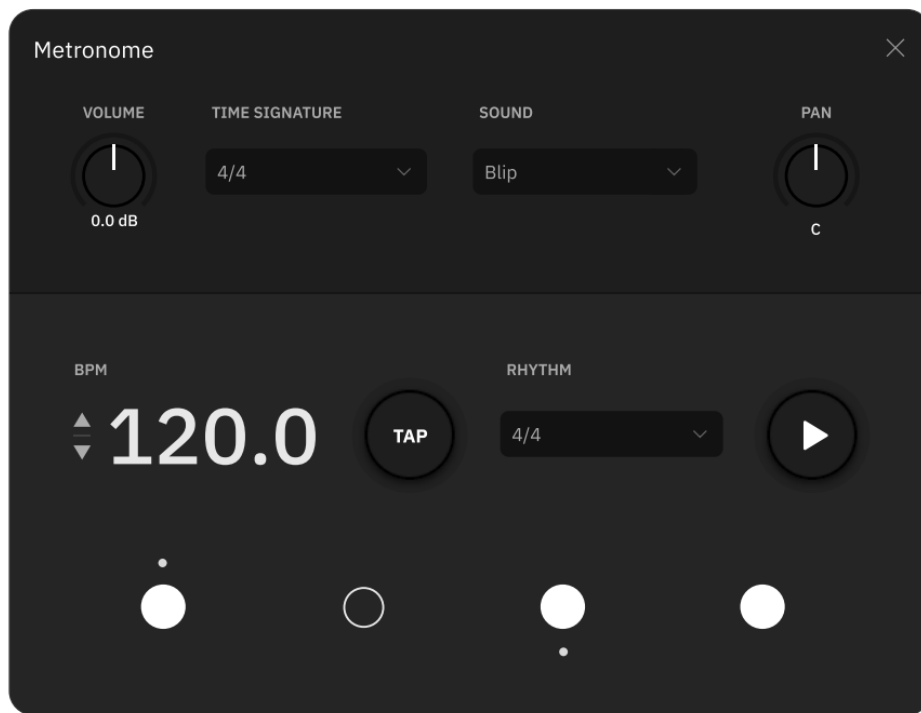 Metronome
VOLUME TIME SIGNATURE SOUND PAN
4/4 Blip
0.0 dB C
BPM RHYTHM
120.0 TAP 4/4